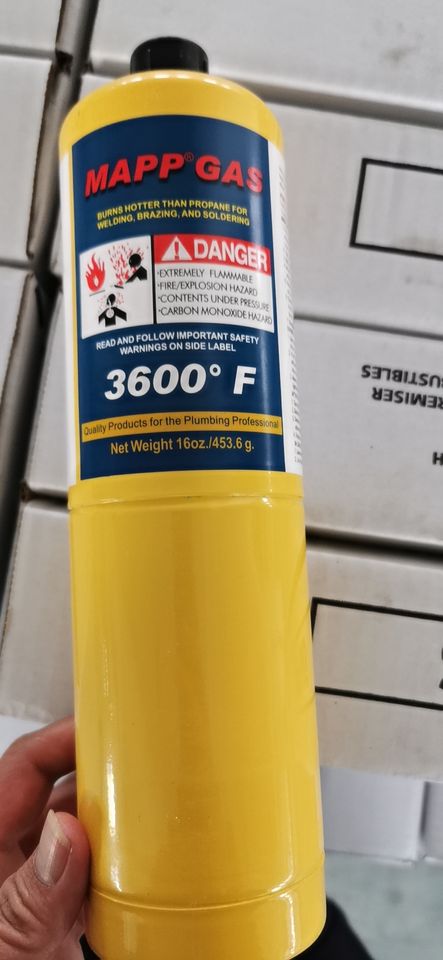 MAPP® GAS
BURNS HOTTER THAN PROPANE FOR
WELDING, BRAZING, AND SOLDERING
DANGER
•EXTREMELY FLAMMABLE
•FIRE/EXPLOSION HAZARD
•CONTENTS UNDER PRESSURE
•CARBON MONOXIDE HAZARD
READ AND FOLLOW IMPORTANT SAFETY
WARNINGS ON SIDE LABEL
3600° F
Quality Products for the Plumbing Professional
Net Weight 16oz./453.6 g.
REMISER